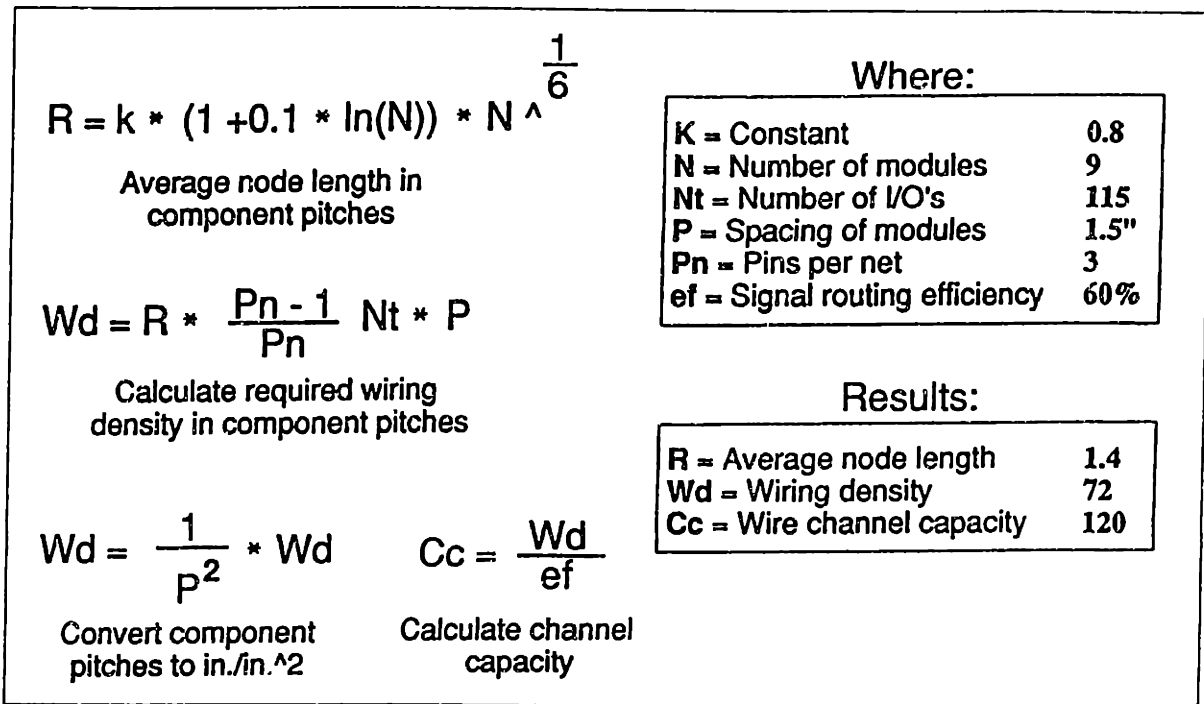 R = k * (1 +0.1 * ln(N)) * N ^ 1/6
Average node length in
component pitches
Wd = R * Pn - 1/Pn Nt * P
Calculate required wiring
density in component pitches
Wd = 1/P² * Wd
Convert component
pitches to in./in.^2
Cc = Wd/ef
Calculate channel
capacity
Where:
K = Constant 0.8
N = Number of modules 9
Nt = Number of I/O's 115
P = Spacing of modules 1.5"
Pn = Pins per net 3
ef = Signal routing efficiency 60%
Results:
R = Average node length 1.4
Wd = Wiring density 72
Cc = Wire channel capacity 120